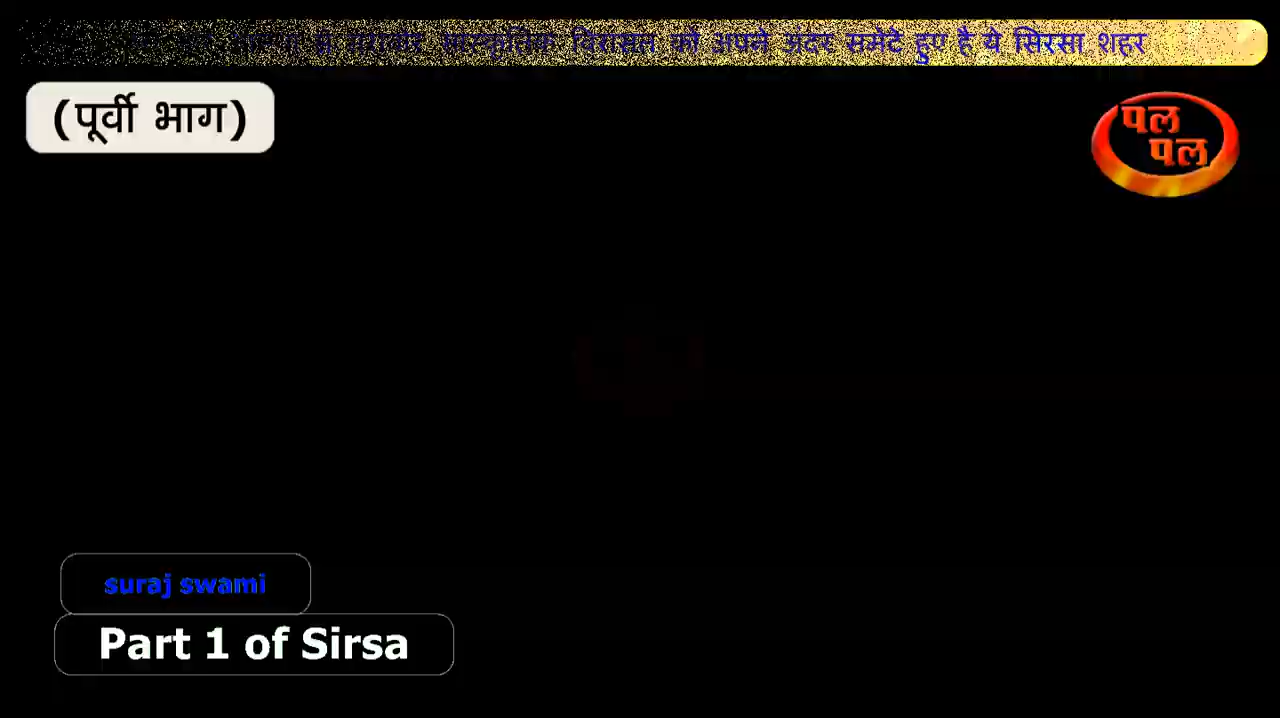 सांस्कृतिक विरासत को अपने अंदर समेटे हुए है ये सिरसा शहर
(पूर्वी भाग)
पल
पल
suraj swami
Part 1 of Sirsa